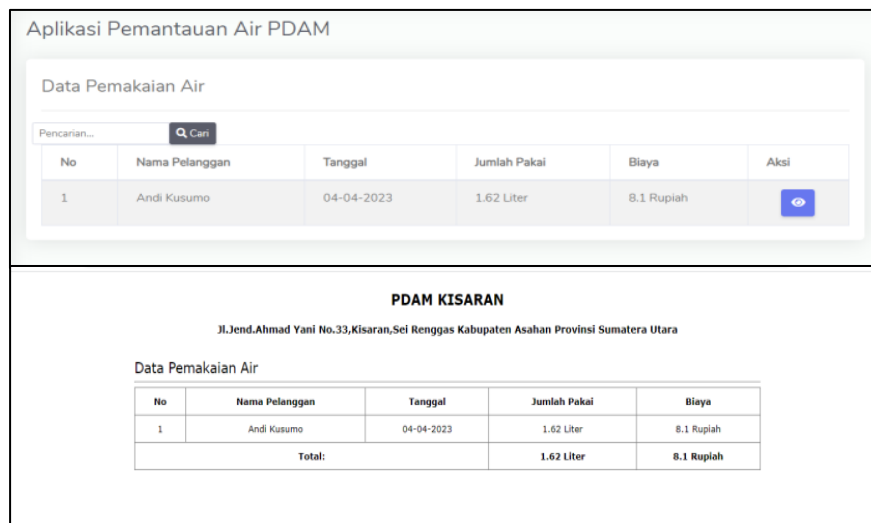 Aplikasi Pemantauan Air PDAM
Data Pemakaian Air
Pencarian... Cari
No Nama Pelanggan Tanggal Jumlah Pakai Biaya Aksi
1 Andi Kusumo 04-04-2023 1.62 Liter 8.1 Rupiah
PDAM KISARAN
Jl.Jend.Ahmad Yani No.33,Kisaran,Sei Renggas Kabupaten Asahan Provinsi Sumatera Utara
Data Pemakaian Air
No Nama Pelanggan Tanggal Jumlah Pakai Biaya
1 Andi Kusumo 04-04-2023 1.62 Liter 8.1 Rupiah
Total: 1.62 Liter 8.1 Rupiah